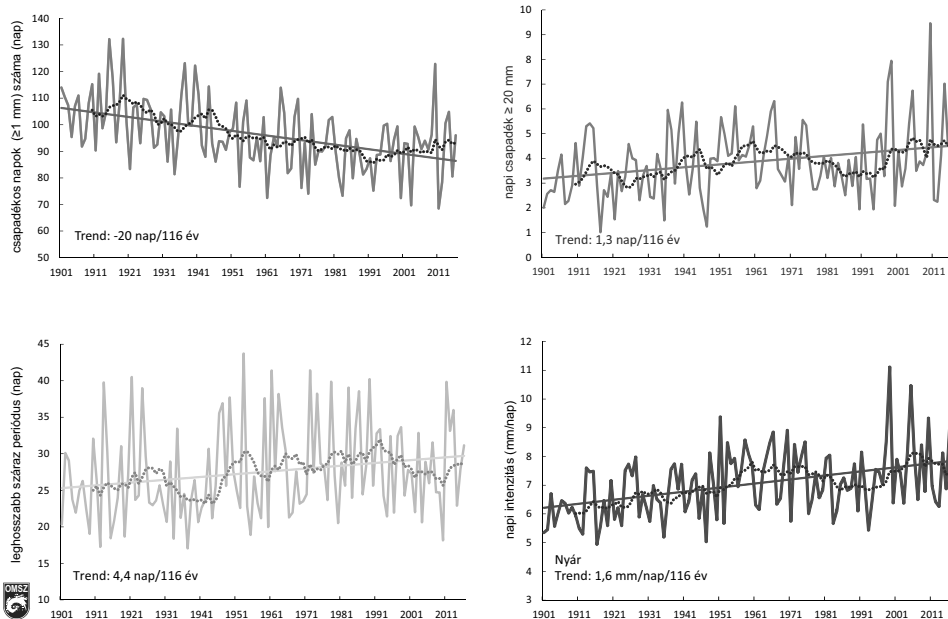 csapadékos napok (≥1 mm) száma (nap)
140
130
120
110
100
90
80
70
60
50
Trend: -20 nap/116 év
1901 1911 1921 1931 1941 1951 1961 1971 1981 1991 2001 2011
napi csapadék ≥ 20 mm
10
9
8
7
6
5
4
3
2
1
0
Trend: 1,3 nap/116 év
1901 1911 1921 1931 1941 1951 1961 1971 1981 1991 2001 2011
leghosszabb száraz periódus (nap)
45
40
35
30
25
20
15
10
Trend: 4,4 nap/116 év
1901 1911 1921 1931 1941 1951 1961 1971 1981 1991 2001 2011
OMSZ
napi intenzitás (mm/nap)
12
11
10
9
8
7
6
5
4
3
Nyár
Trend: 1,6 mm/nap/116 év
1901 1911 1921 1931 1941 1951 1961 1971 1981 1991 2001 2011